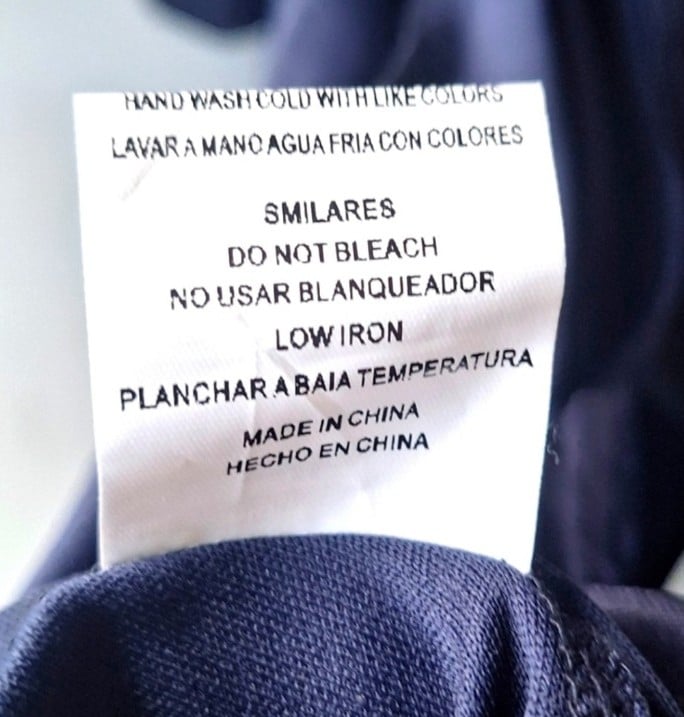 HAND WASH COLD WITH LIKE COLORS
LAVAR A MANO AGUA FRIA CON COLORES
SMILARES
DO NOT BLEACH
NO USAR BLANQUEADOR
LOW IRON
PLANCHAR A BAIA TEMPERATURA
MADE IN CHINA
HECHO EN CHINA